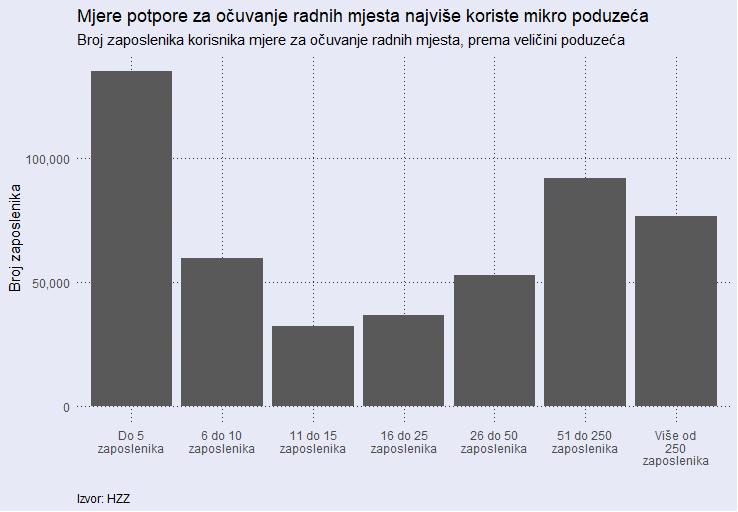 Mjere potpore za očuvanje radnih mjesta najviše koriste mikro poduzeća
Broj zaposlenika korisnika mjere za očuvanje radnih mjesta, prema veličini poduzeća
Broj zaposlenika
100,000
50,000
0
Do 5
zaposlenika
6 do 10
zaposlenika
11 do 15
zaposlenika
16 do 25
zaposlenika
26 do 50
zaposlenika
51 do 250
zaposlenika
Više od
250
zaposlenika
Izvor: HZZ